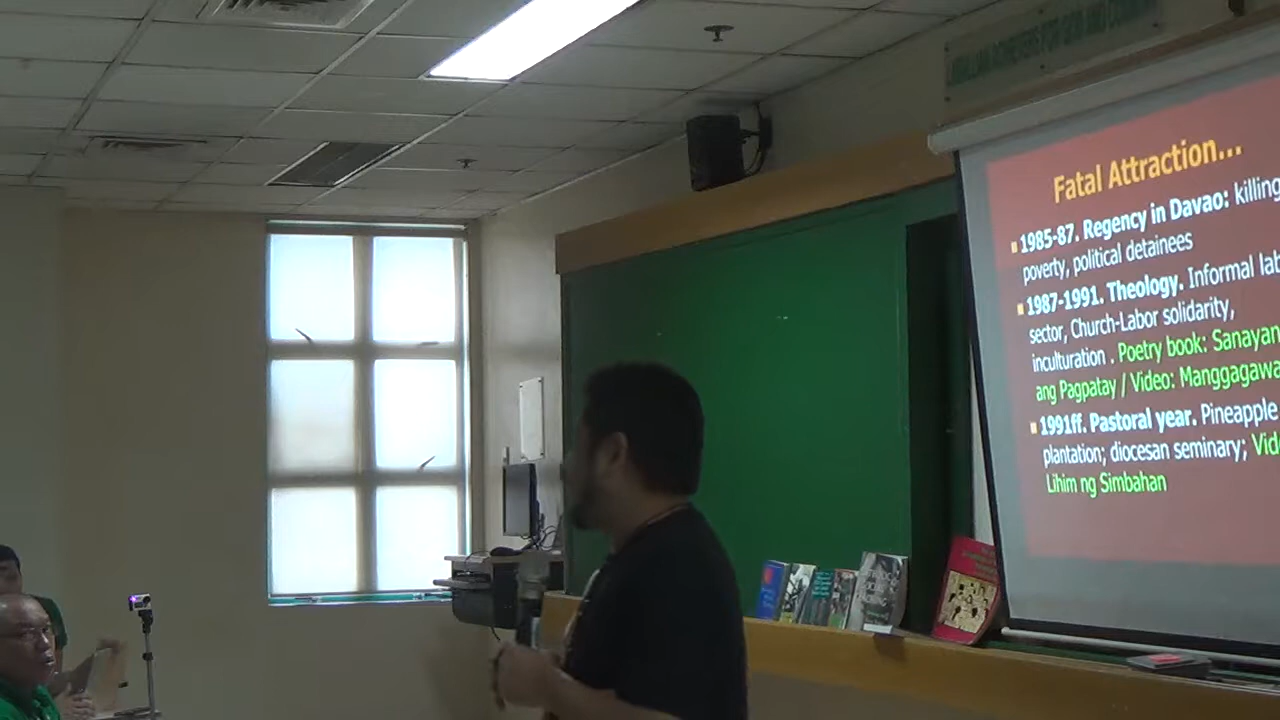 Fatal Attraction...
1985-87. Regency in Davao: killing
poverty, political detainees
1987-1991. Theology. Informal lab
sector, Church-Labor solidarity,
inculturation . Poetry book: Sanayan
ang Pagpatay / Video: Manggagawa
1991ff. Pastoral year. Pineapple
plantation; diocesan seminary; Vid
Lihim ng Simbahan